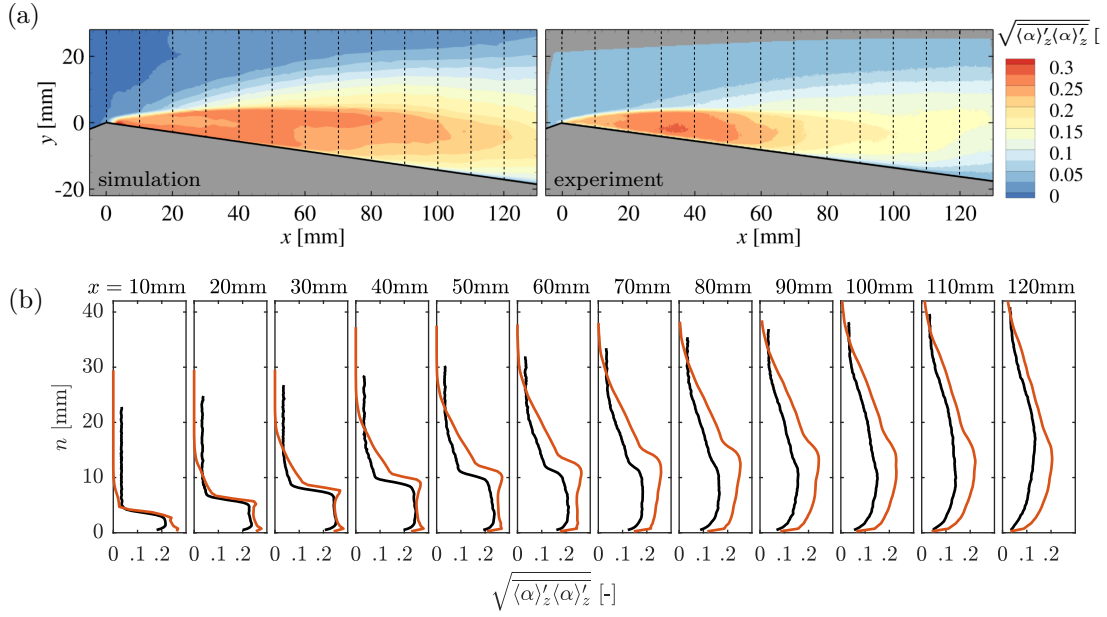 (a)
√⟨α⟩′z⟨α⟩′z [
20
0
-20
y [mm]
simulation
experiment
0.3
0.25
0.2
0.15
0.1
0.05
0
0 20 40 60 80 100 120
0 20 40 60 80 100 120
x [mm]
x [mm]
(b)
x = 10mm 20mm 30mm 40mm 50mm 60mm 70mm 80mm 90mm 100mm 110mm 120mm
40
30
20
10
0
n [mm]
0 .1 .2 0 .1 .2 0 .1 .2 0 .1 .2 0 .1 .2 0 .1 .2 0 .1 .2 0 .1 .2 0 .1 .2 0 .1 .2 0 .1 .2 0 .1 .2
√⟨α⟩′z⟨α⟩′z [-]